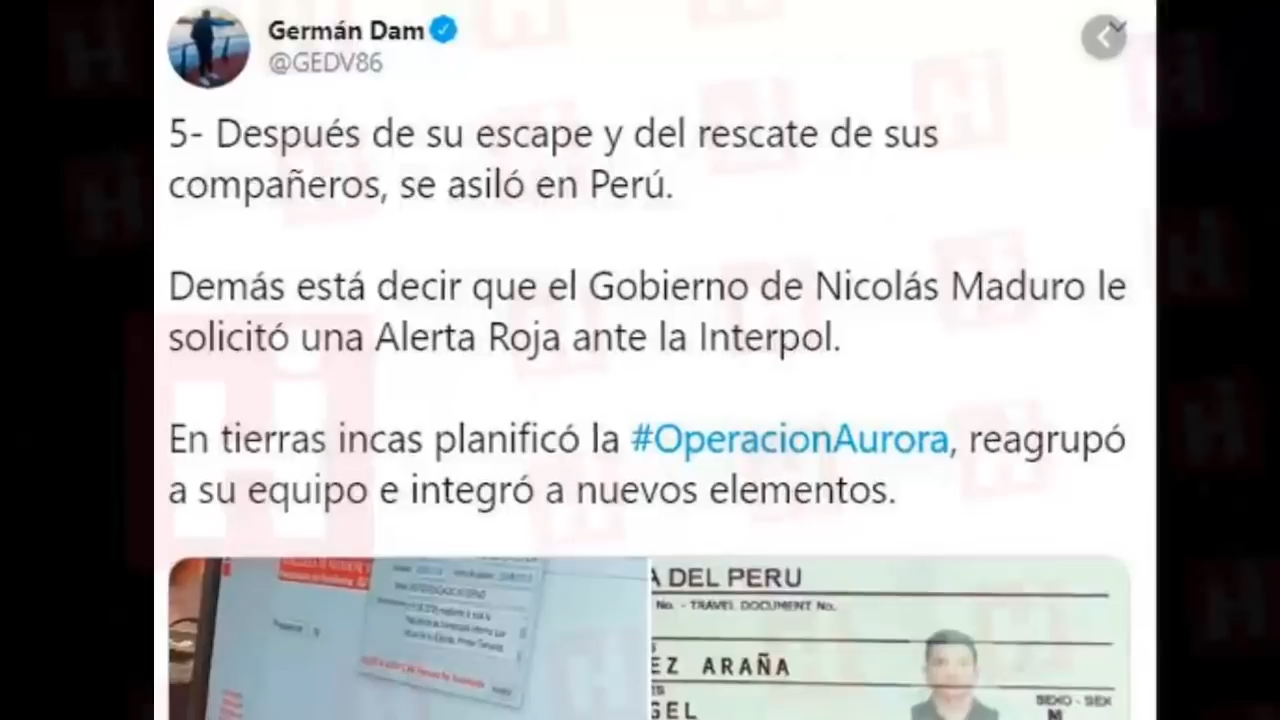 Germán Dam
@GEDV86
5- Después de su escape y del rescate de sus
compañeros, se asiló en Perú.
Demás está decir que el Gobierno de Nicolás Maduro le
solicitó una Alerta Roja ante la Interpol.
En tierras incas planificó la #OperacionAurora, reagrupó
a su equipo e integró a nuevos elementos.
A DEL PERU
No. - TRAVEL DOCUMENT No.
EZ ARAÑA
GEL
SEXO - SEX
M